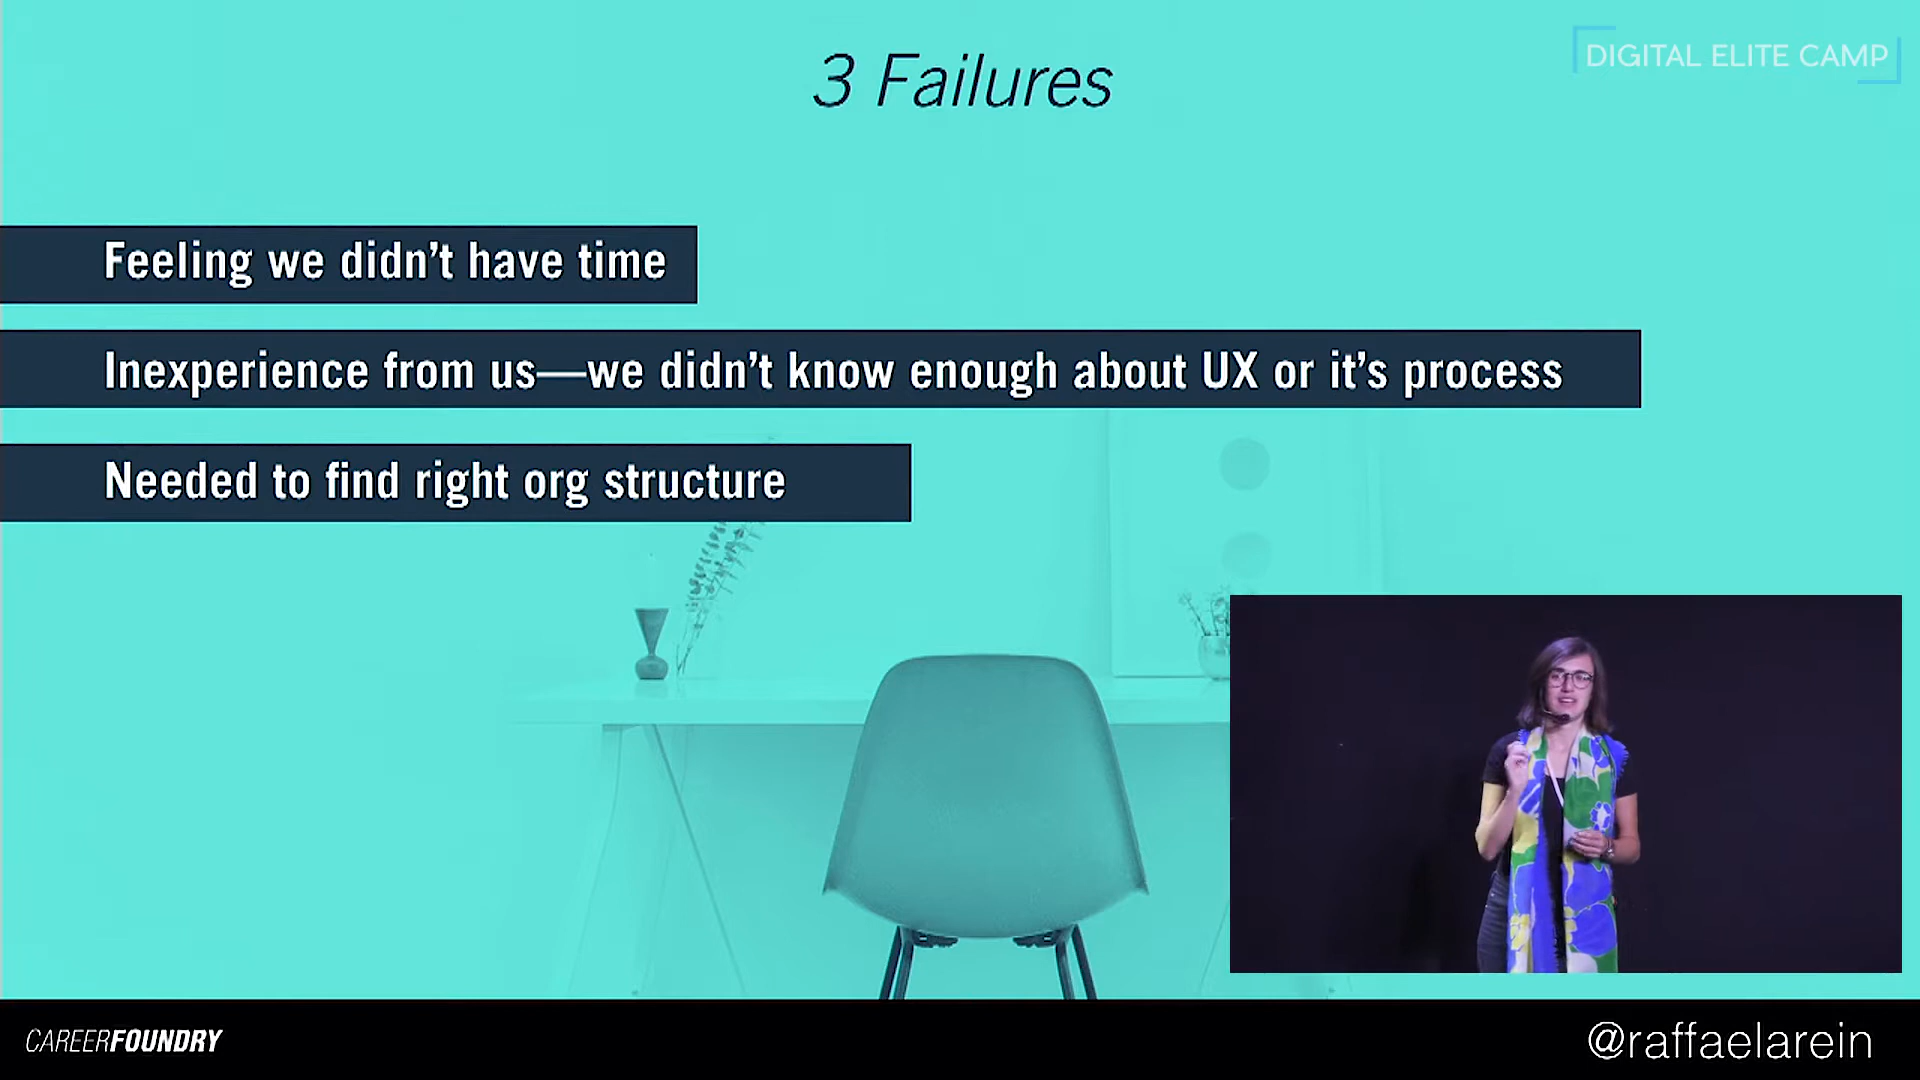 DIGITAL ELITE CAMP
3 Failures
Feeling we didn’t have time
Inexperience from us—we didn’t know enough about UX or it’s process
Needed to find right org structure
CAREERFOUNDRY
@raffaelarein